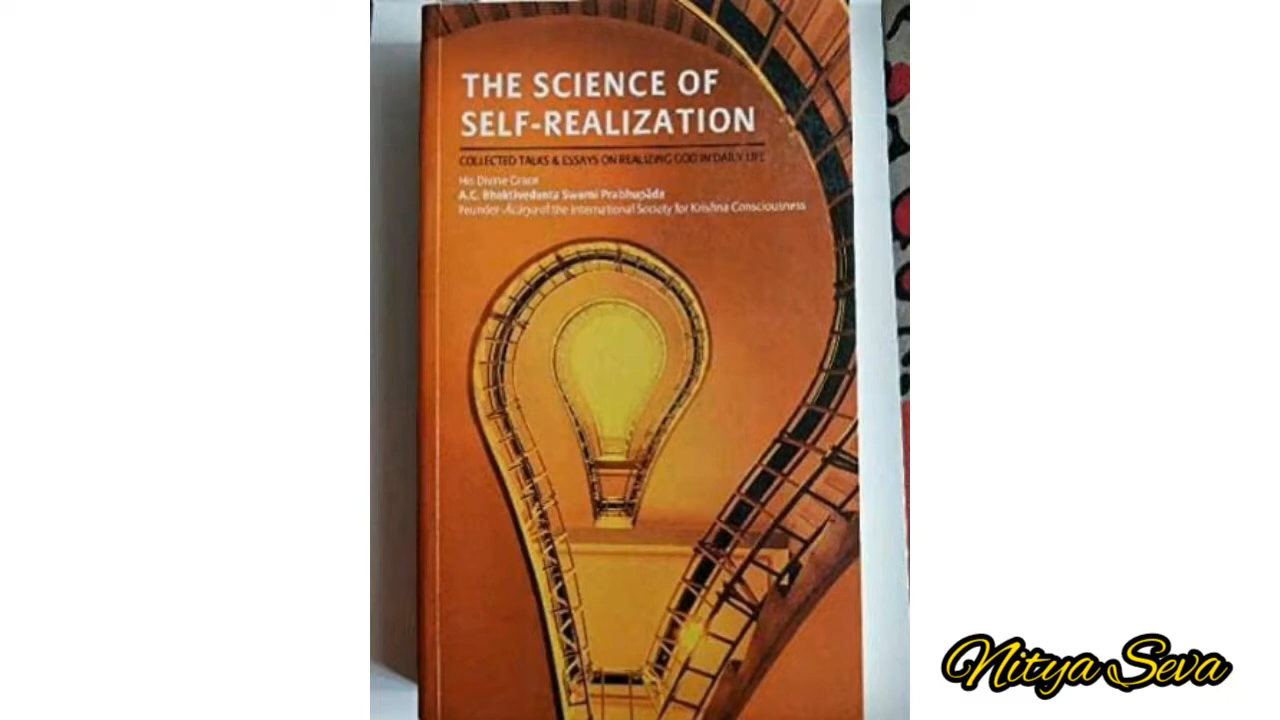 THE SCIENCE OF
SELF-REALIZATION
COLLECTED TALKS & ESSAYS ON REALIZING GOD IN DAILY LIFE
His Divine Grace
A.C. Bhaktivedanta Swami Prabhupāda
Founder-Ācārya of the International Society for Krishna Consciousness
Nitya Seva